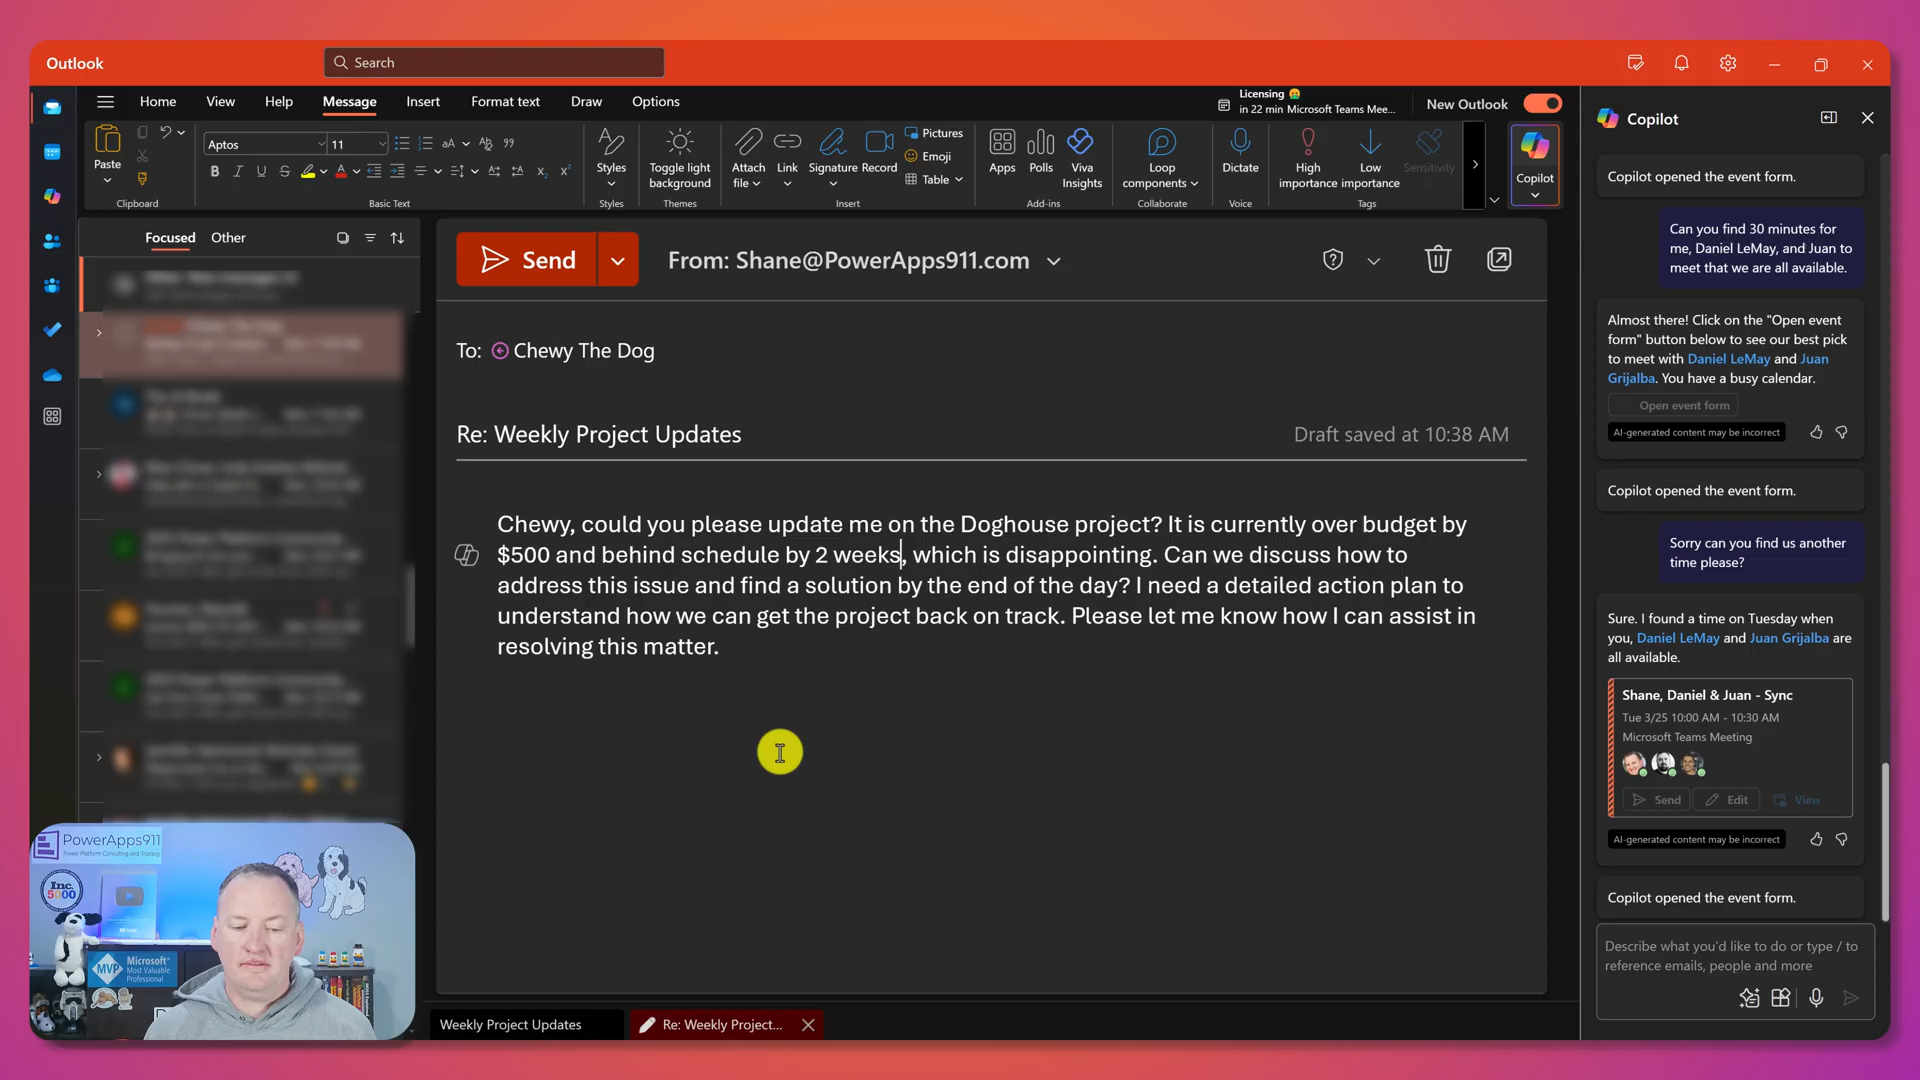 Outlook
Search
Home
View
Help
Message
Insert
Format text
Draw
Options
Licensing
in 22 min Microsoft Teams Mee...
New Outlook
Paste
Clipboard
Aptos
11
Basic Text
Styles
Styles
Toggle light
background
Themes
Attach
file
Link
Signature
Record
Pictures
Emoji
Table
Insert
Apps
Polls
Viva
Insights
Add-ins
Loop
components
Collaborate
Dictate
Voice
High
importance
Low
importance
Sensitivity
Tags
Copilot
Focused
Other
Send
From: Shane@PowerApps911.com
To:
Chewy The Dog
Re: Weekly Project Updates
Draft saved at 10:38 AM
Chewy, could you please update me on the Doghouse project? It is currently over budget by
$500 and behind schedule by 2 weeks, which is disappointing. Can we discuss how to
address this issue and find a solution by the end of the day? I need a detailed action plan to
understand how we can get the project back on track. Please let me know how I can assist in
resolving this matter.
Weekly Project Updates
Re: Weekly Project...
Copilot
Copilot opened the event form.
Can you find 30 minutes for
me, Daniel LeMay, and Juan to
meet that we are all available.
Almost there! Click on the "Open event
form" button below to see our best pick
to meet with Daniel LeMay and Juan
Grijalba. You have a busy calendar.
Open event form
AI-generated content may be incorrect
Copilot opened the event form.
Sorry can you find us another
time please?
Sure. I found a time on Tuesday when
you, Daniel LeMay and Juan Grijalba are
all available.
Shane, Daniel & Juan - Sync
Tue 3/25 10:00 AM - 10:30 AM
Microsoft Teams Meeting
Send
Edit
View
AI-generated content may be incorrect
Copilot opened the event form.
Describe what you'd like to do or type / to
reference emails, people and more
PowerApps911
Power Platform Consulting and Training
Inc.
5000
MVP
Microsoft
Most Valuable
Professional